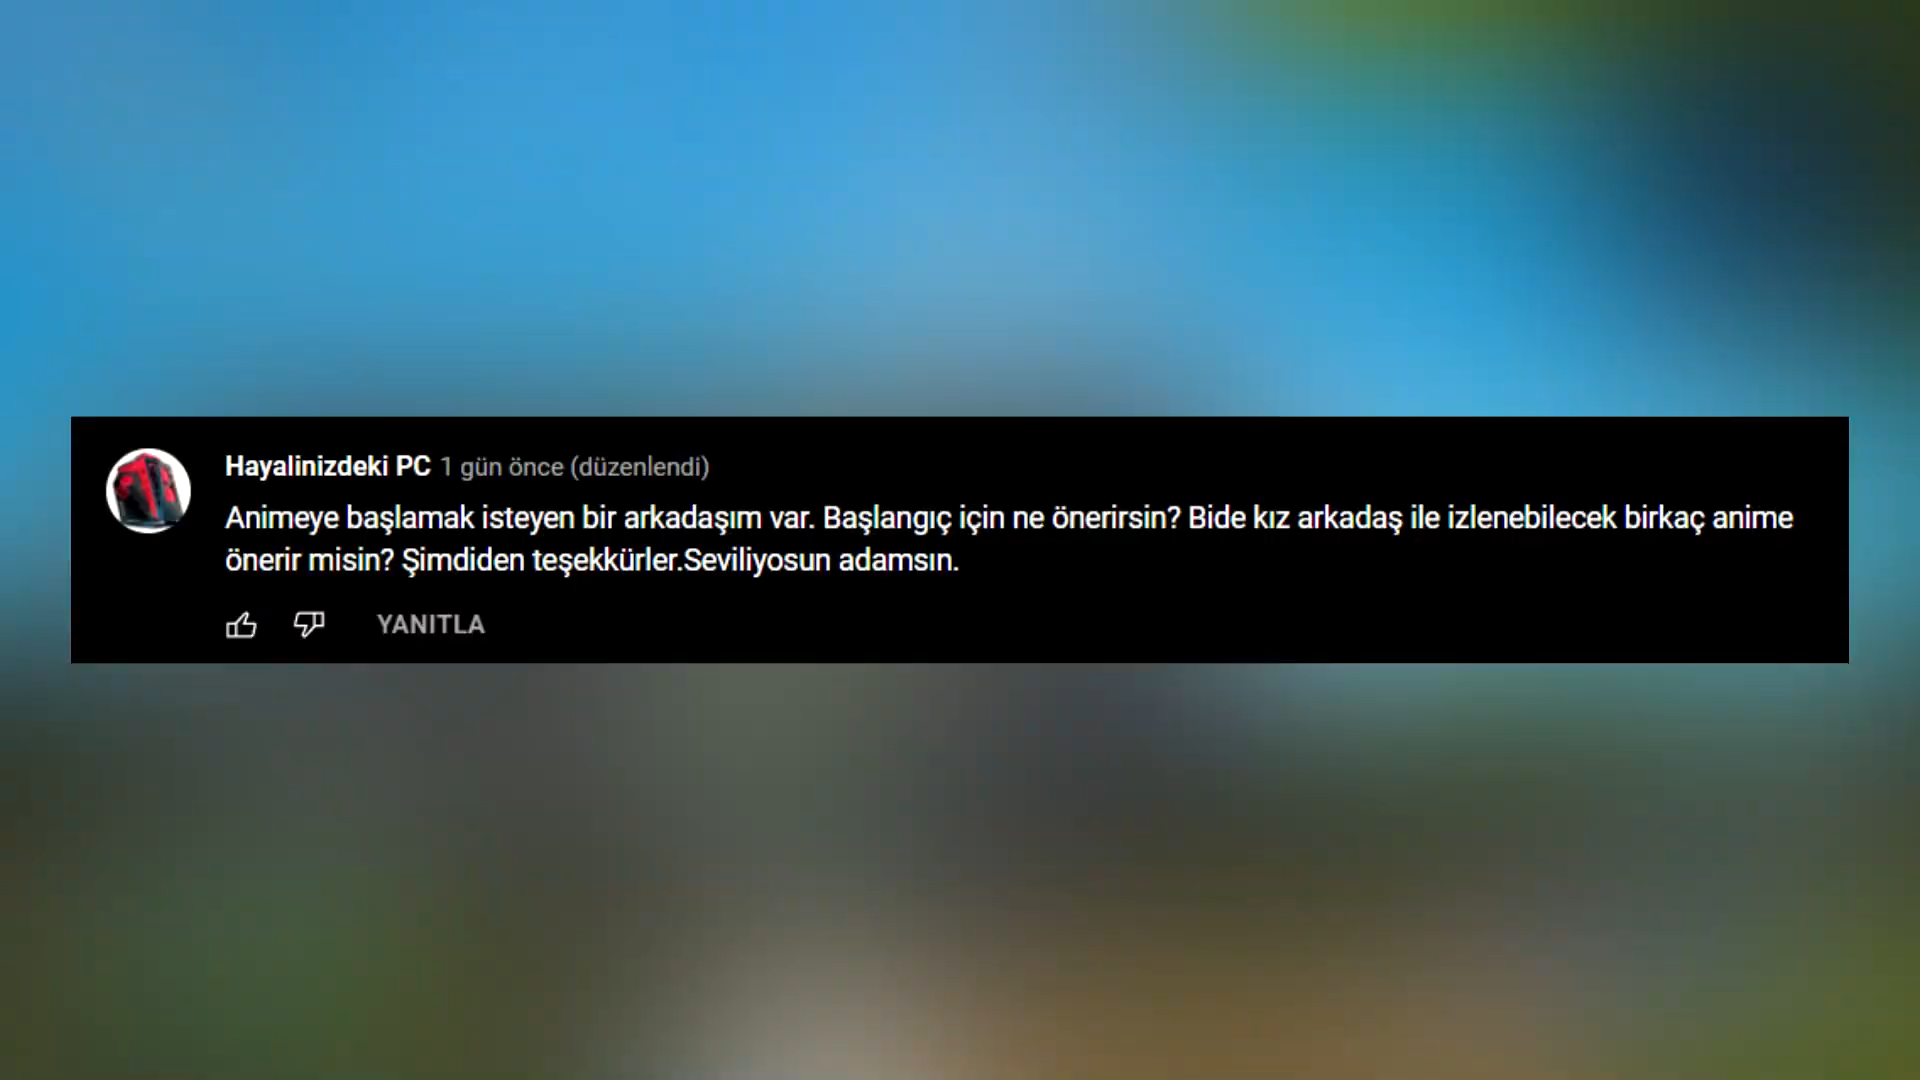 Hayalinizdeki PC 1 gün önce (düzenlendi)
Animeye başlamak isteyen bir arkadaşım var. Başlangıç için ne önerirsin? Bide kız arkadaş ile izlenebilecek birkaç anime
önerir misin? Şimdiden teşekkürler.Seviliyosun adamsın.
YANITLA